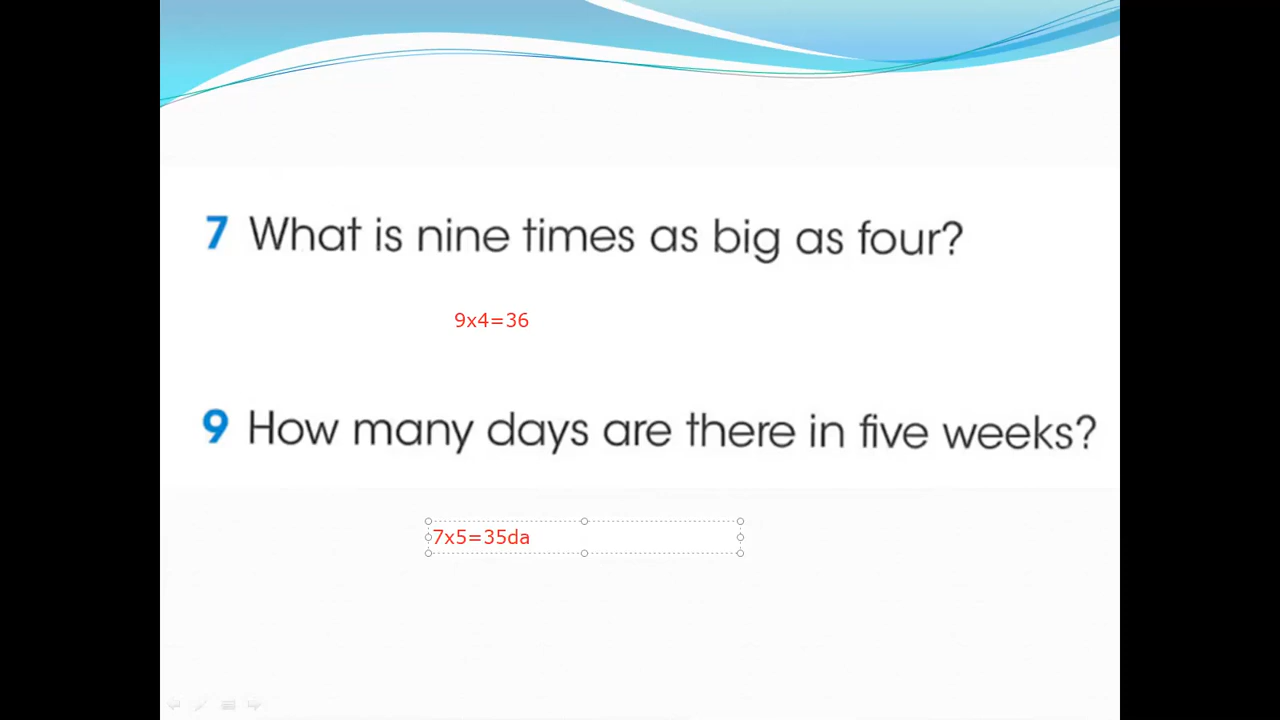 7 What is nine times as big as four?
9x4=36
9 How many days are there in five weeks?
7x5=35da